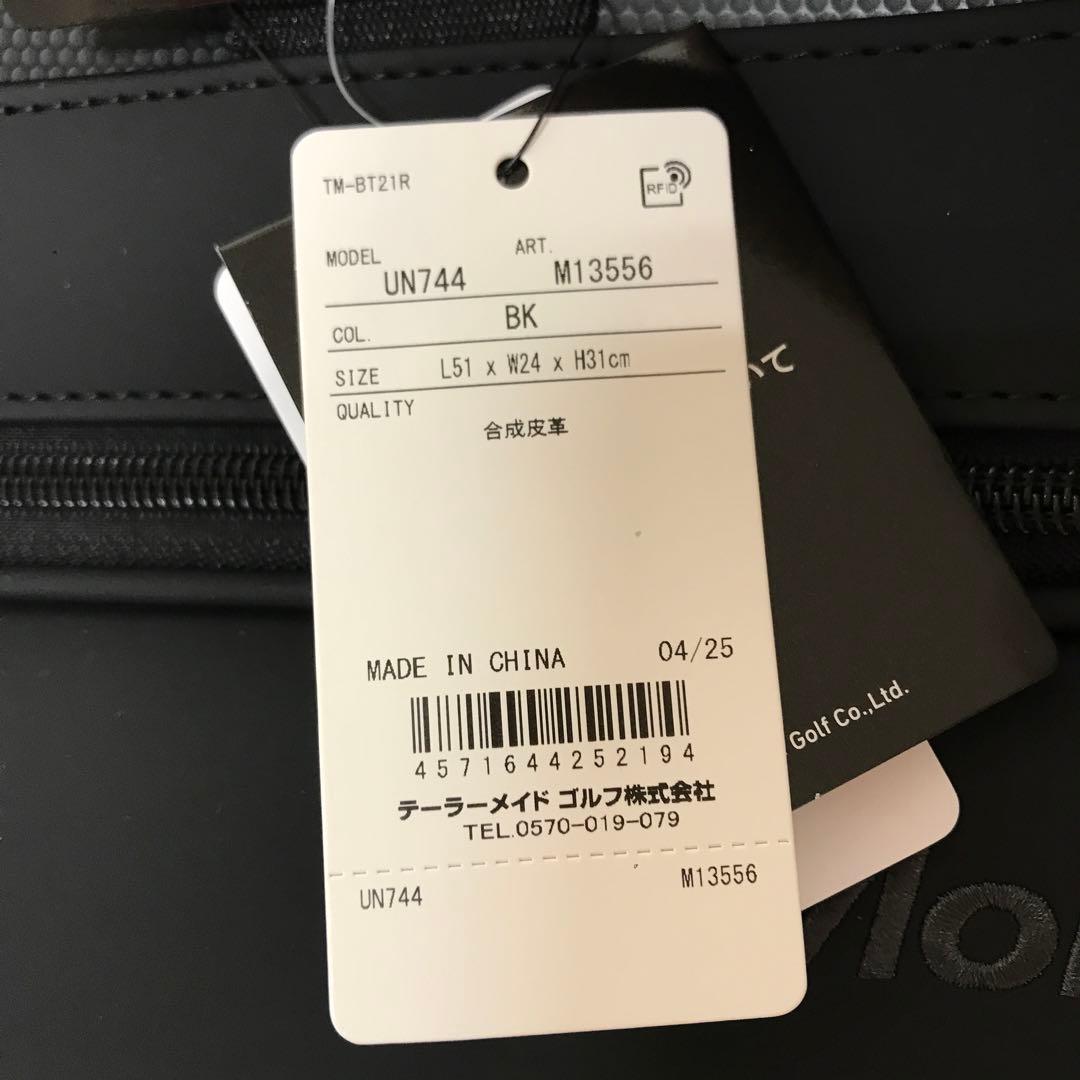 TM-BT21R
RFID
MODEL UN744 ART. M13556
COL. BK
SIZE L51 x W24 x H31cm
QUALITY
合成皮革
MADE IN CHINA 04/25
4571644252194
テーラーメイド ゴルフ株式会社
TEL.0570-019-079
UN744 M13556
いて
Golf Co.,Ltd.